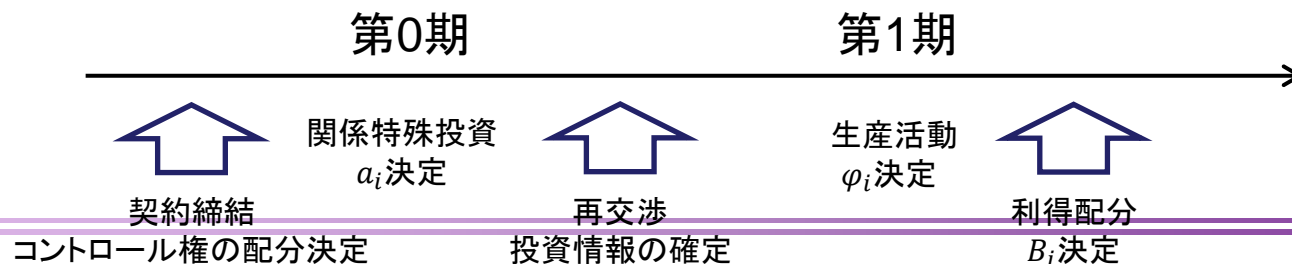 第0期
第1期
関係特殊投資
a_i決定
生産活動
φ_i決定
契約締結
コントロール権の配分決定
再交渉
投資情報の確定
利得配分
B_i決定